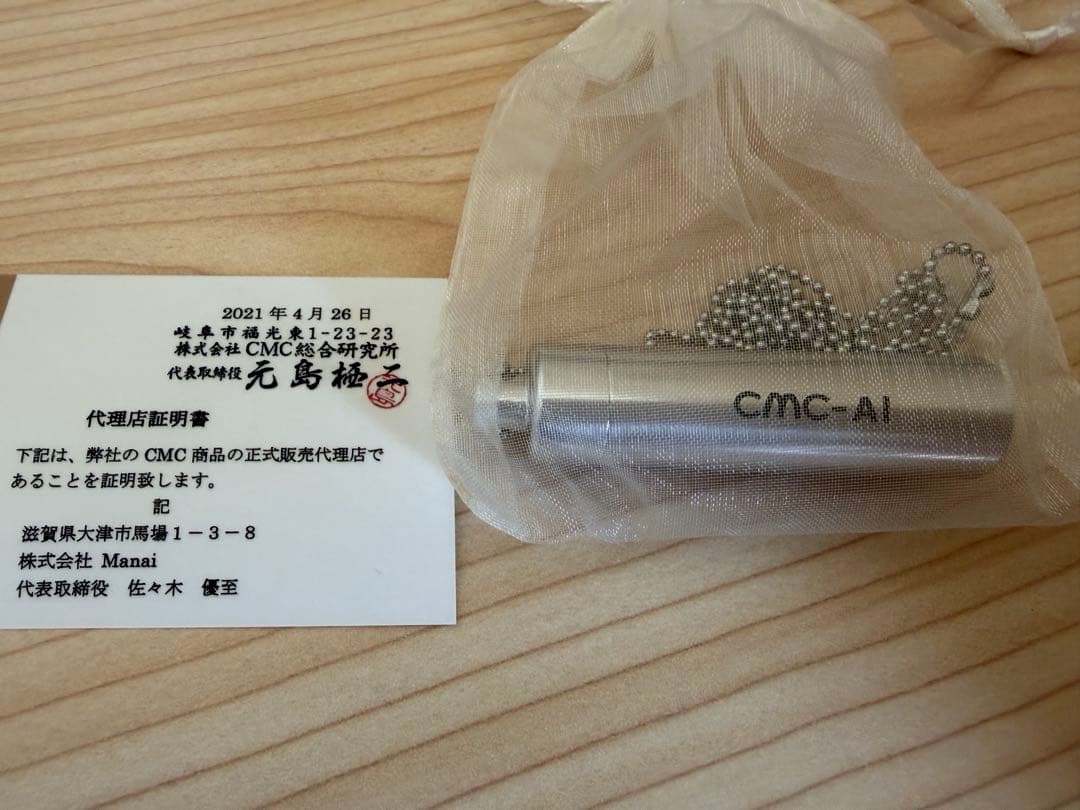 2021年4月26日
岐阜市福光東1-23-23
株式会社CMC総合研究所
代表取締役 元島極二
代理店証明書
下記は、弊社のCMC商品の正式販売代理店で
あることを証明致します。
記
滋賀県大津市馬場1-3-8
株式会社 Manai
代表取締役 佐々木 優至
CMC-AI